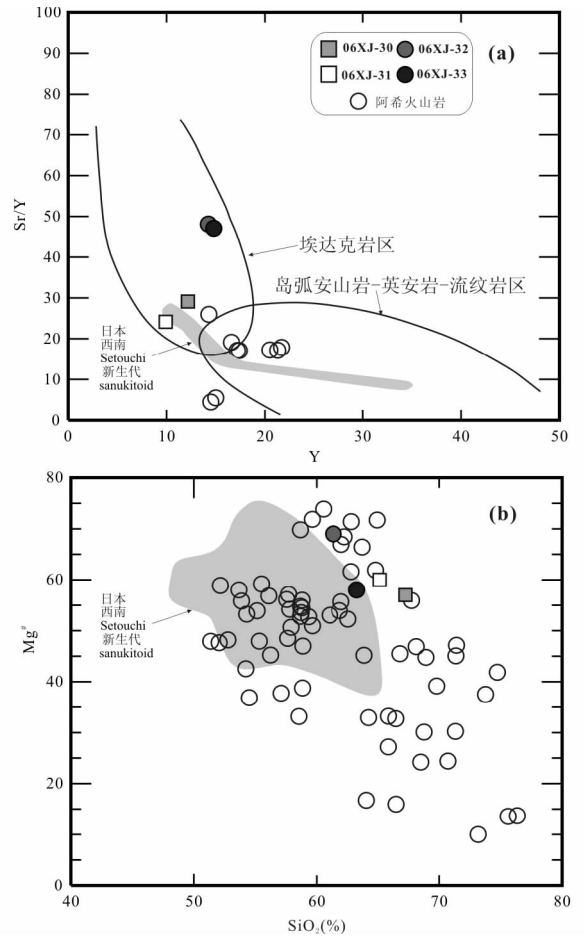 100
90
80
70
60
50
40
30
20
10
0
Sr/Y
(a)
06XJ-30 06XJ-32
06XJ-31 06XJ-33
阿希火山岩
埃达克岩区
岛弧安山岩-英安岩-流纹岩区
日本
西南
Setouchi
新生代
sanukitoid
0 10 20 30 40 50
Y
80
60
40
20
0
Mg#
(b)
日本
西南
Setouchi
新生代
sanukitoid
40 50 60 70 80
SiO₂(%)